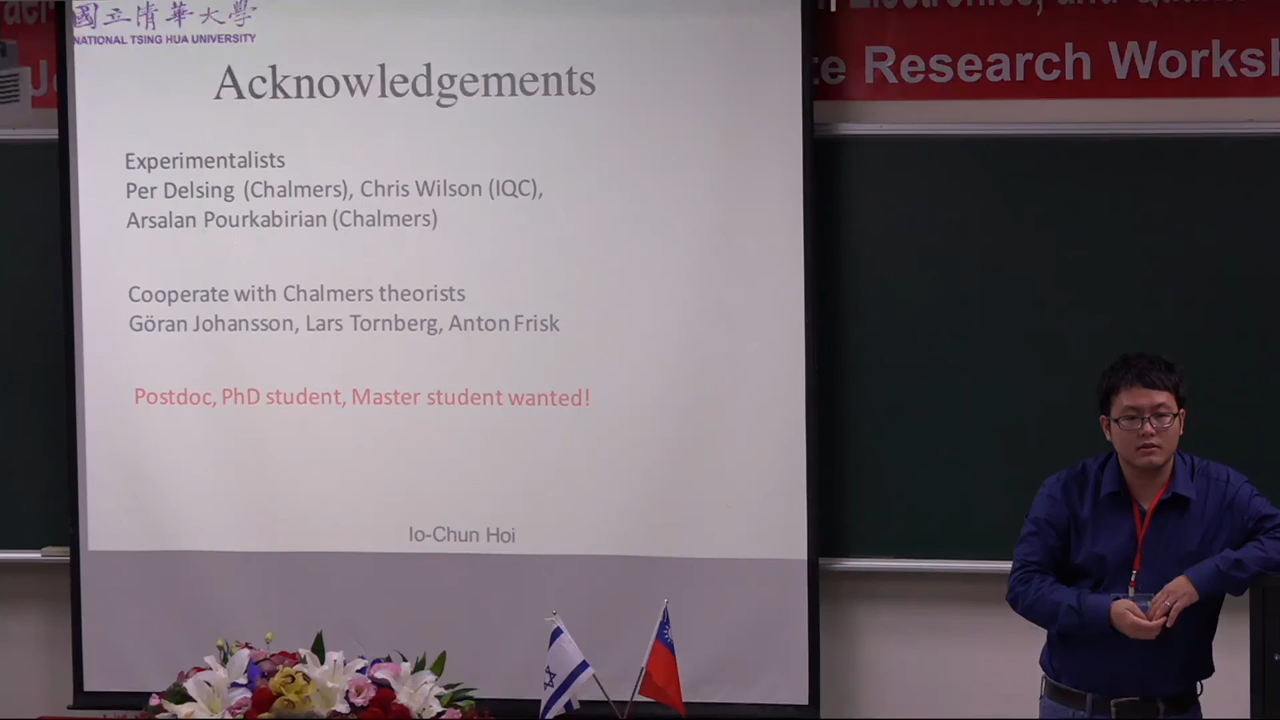 國立清華大學
NATIONAL TSING HUA UNIVERSITY
Acknowledgements
Experimentalists
Per Delsing (Chalmers), Chris Wilson (IQC),
Arsalan Pourkabirian (Chalmers)
Cooperate with Chalmers theorists
Göran Johansson, Lars Tornberg, Anton Frisk
Postdoc, PhD student, Master student wanted!
Io-Chun Hoi
Electronics, and
Research